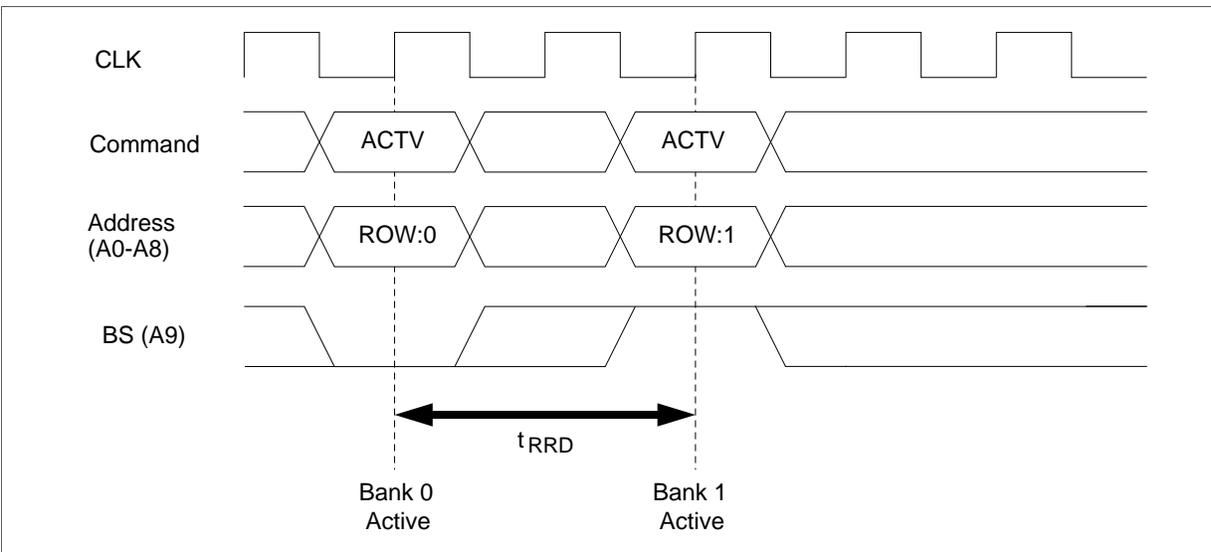 CLK
Command
ACTV
ACTV
Address
(A0-A8)
ROW:0
ROW:1
BS (A9)
tRRD
Bank 0
Active
Bank 1
Active